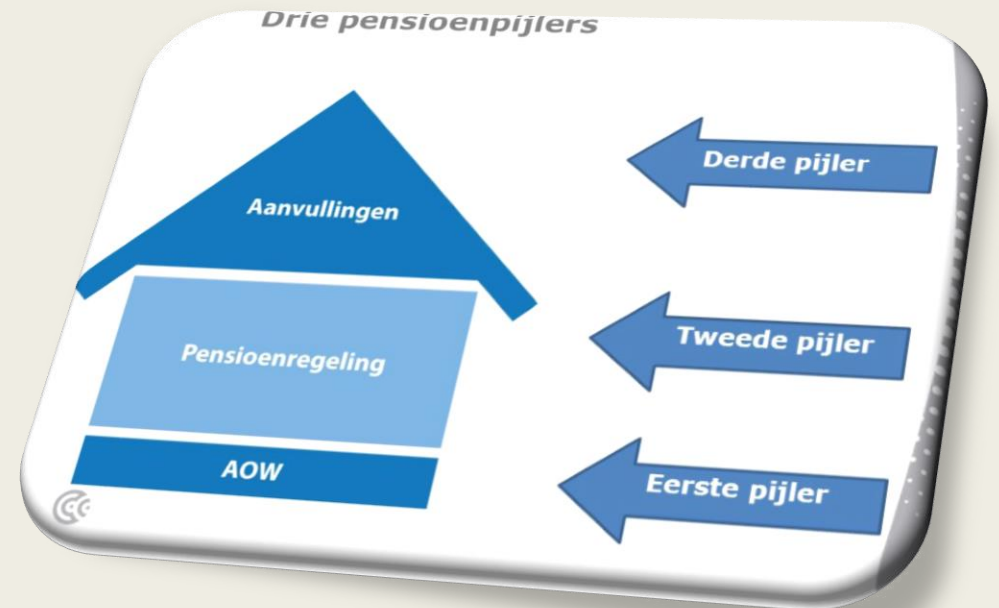 Drie pensioenpijlers
Aanvullingen
Derde pijler
Pensioenregeling
Tweede pijler
AOW
Eerste pijler